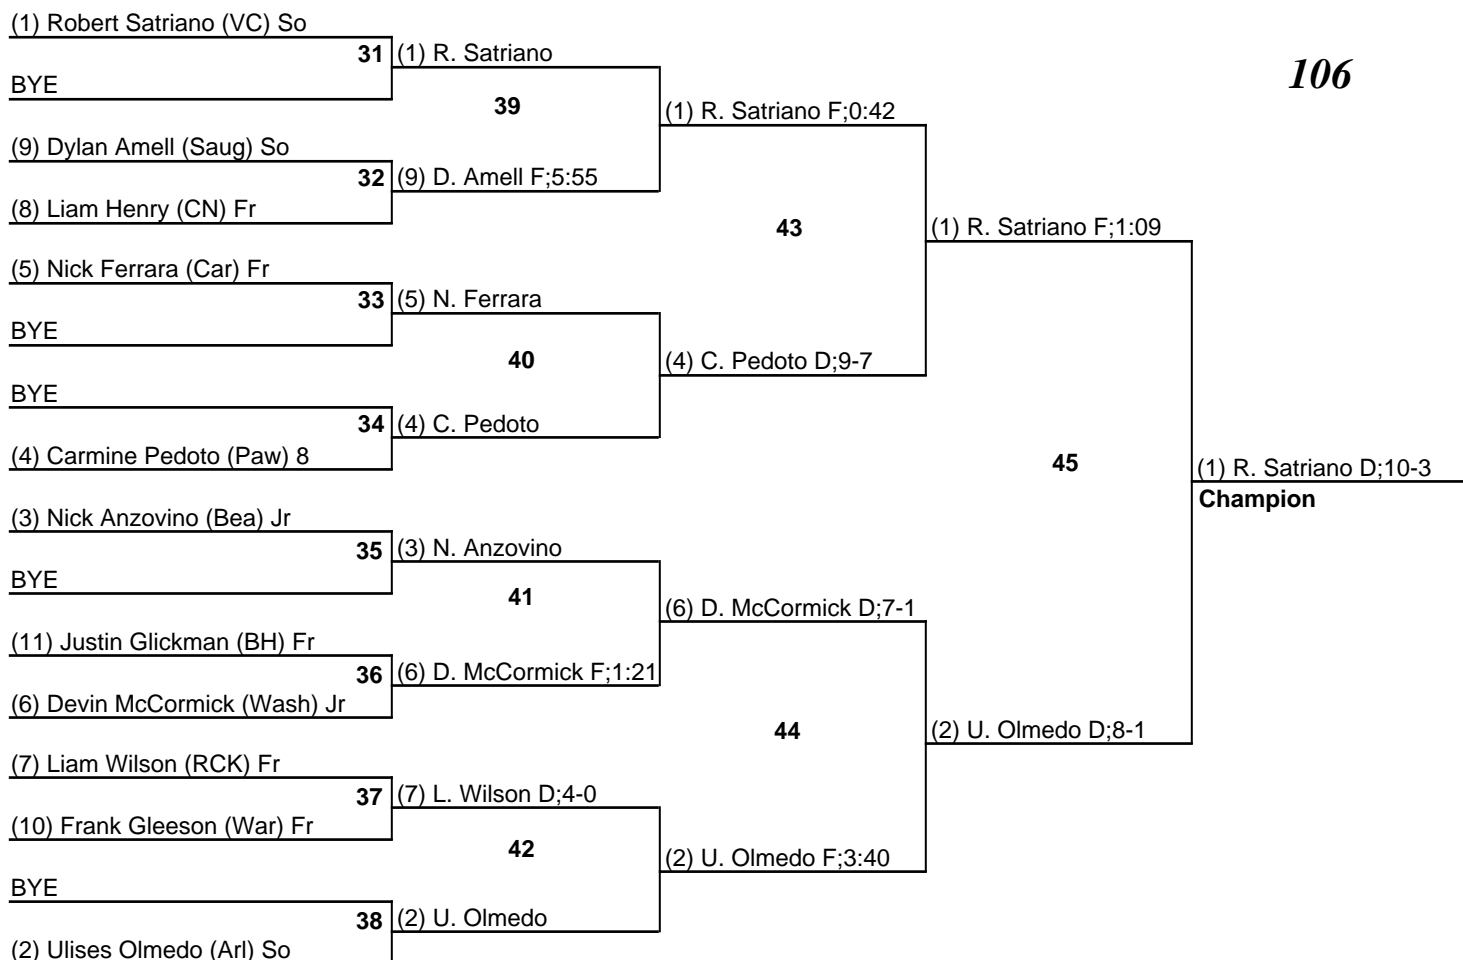 (1) Robert Satriano (VC) So
31
(1) R. Satriano
BYE
106
39
(1) R. Satriano F;0:42
(9) Dylan Amell (Saug) So
32
(9) D. Amell F;5:55
(8) Liam Henry (CN) Fr
43
(1) R. Satriano F;1:09
(5) Nick Ferrara (Car) Fr
33
(5) N. Ferrara
BYE
40
(4) C. Pedoto D;9-7
BYE
34
(4) C. Pedoto
(4) Carmine Pedoto (Paw) 8
45
(1) R. Satriano D;10-3
Champion
(3) Nick Anzovino (Bea) Jr
35
(3) N. Anzovino
BYE
41
(6) D. McCormick D;7-1
(11) Justin Glickman (BH) Fr
36
(6) D. McCormick F;1:21
(6) Devin McCormick (Wash) Jr
44
(2) U. Olmedo D;8-1
(7) Liam Wilson (RCK) Fr
37
(7) L. Wilson D;4-0
(10) Frank Gleeson (War) Fr
42
(2) U. Olmedo F;3:40
BYE
38
(2) U. Olmedo
(2) Ulises Olmedo (Arl) So